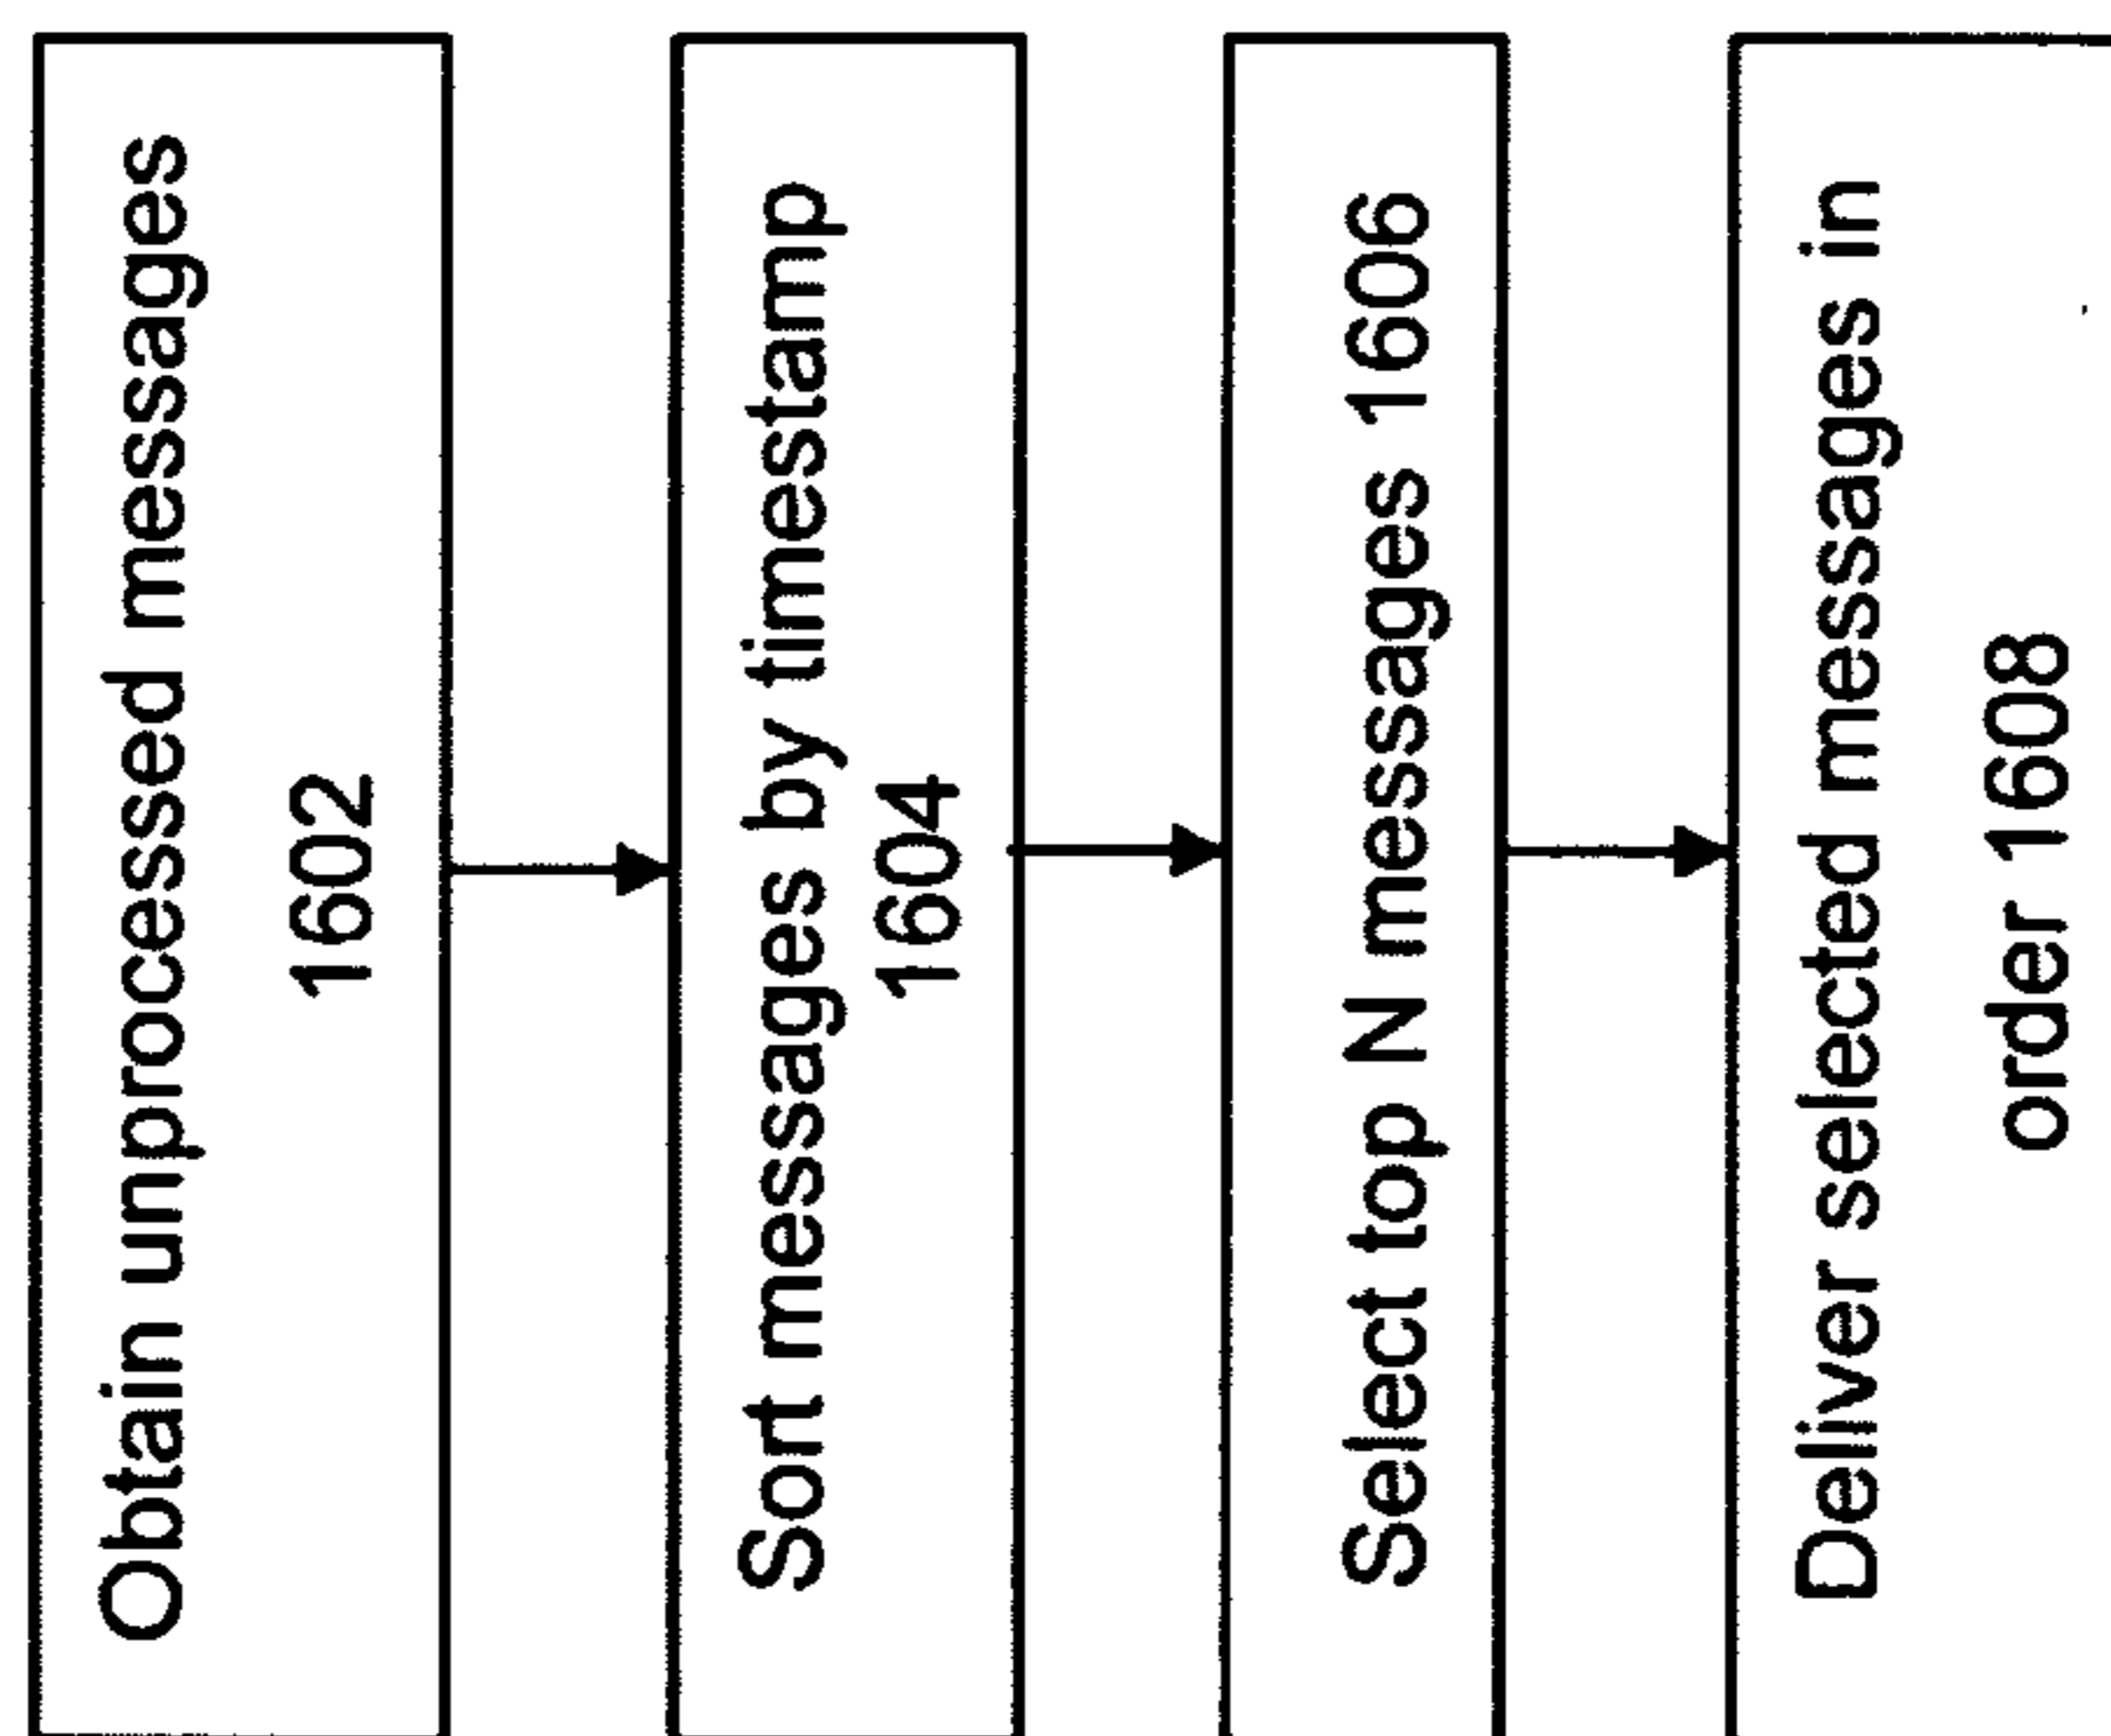 Obtain unprocessed messages
1602
Sort messages by timestamp
1604
Select top N messages 1606
Deliver selected messages in
order 1608